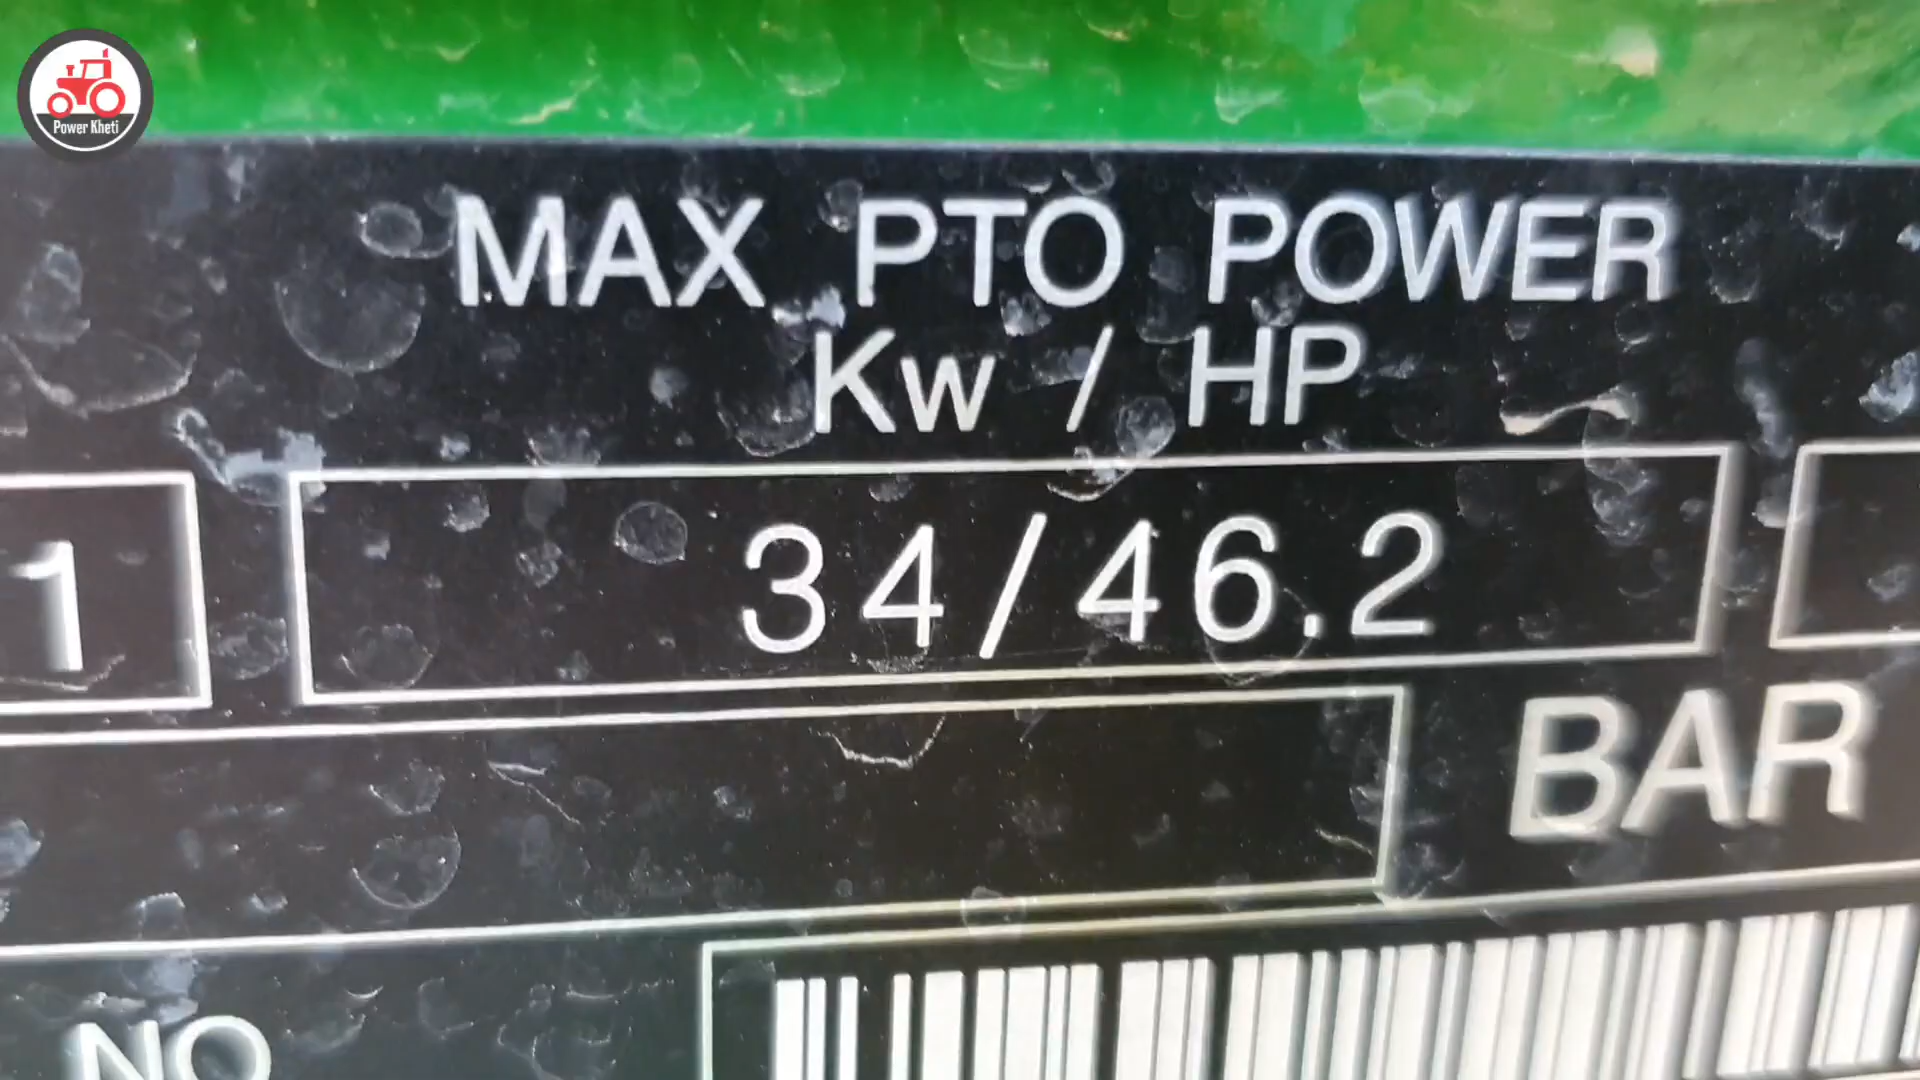 Power Kheti
MAX PTO POWER
Kw / HP
1
34/46.2
BAR
NO